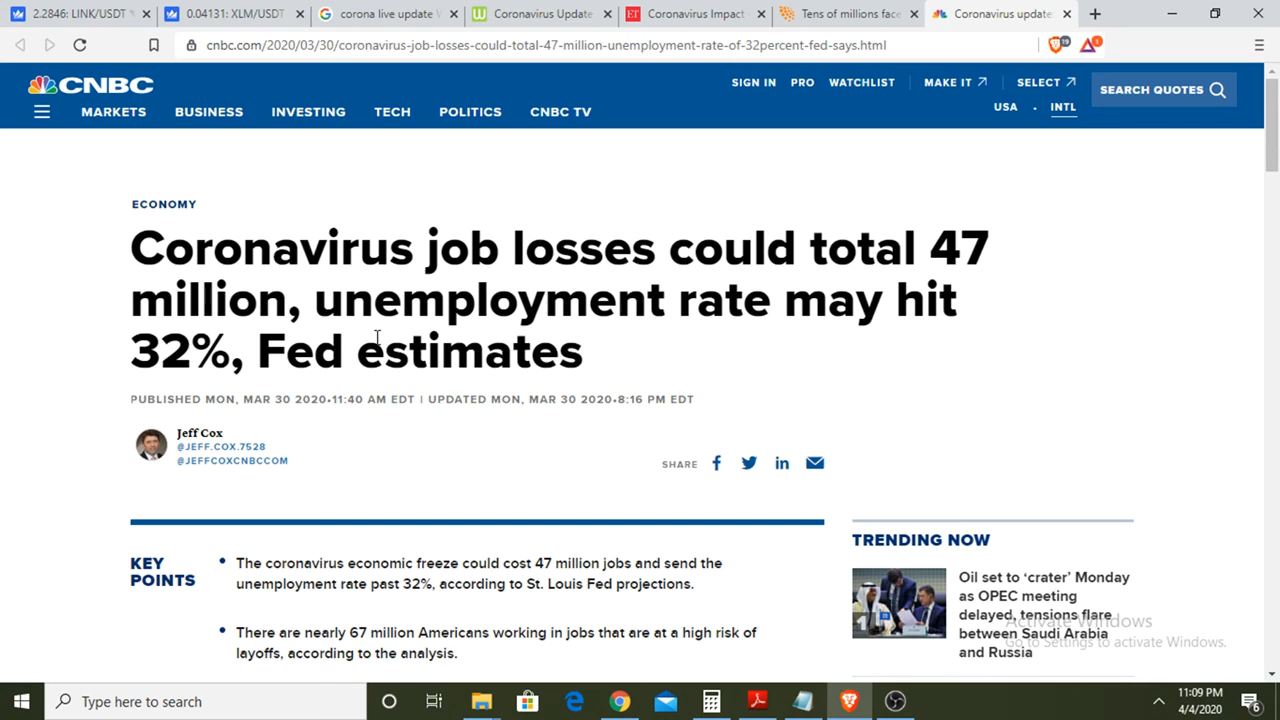 2.2846: LINK/USDT
0.04131: XLM/USDT
corona live update
Coronavirus Update
Coronavirus Impact
Tens of millions face
Coronavirus update
cnbc.com/2020/03/30/coronavirus-job-losses-could-total-47-million-unemployment-rate-of-32percent-fed-says.html
19
1
CNBC
SIGN IN
PRO
WATCHLIST
MAKE IT
SELECT
USA
INTL
SEARCH QUOTES
MARKETS
BUSINESS
INVESTING
TECH
POLITICS
CNBC TV
ECONOMY
Coronavirus job losses could total 47
million, unemployment rate may hit
32%, Fed estimates
PUBLISHED MON, MAR 30 2020•11:40 AM EDT | UPDATED MON, MAR 30 2020•8:16 PM EDT
Jeff Cox
@JEFF.COX.7528
@JEFFCOXCNBCCOM
SHARE
KEY
POINTS
The coronavirus economic freeze could cost 47 million jobs and send the
unemployment rate past 32%, according to St. Louis Fed projections.
There are nearly 67 million Americans working in jobs that are at a high risk of
layoffs, according to the analysis.
TRENDING NOW
Oil set to ‘crater’ Monday
as OPEC meeting
delayed, tensions flare
between Saudi Arabia
and Russia
Activate Windows
Go to Settings to activate Windows.
Type here to search
11:09 PM
4/4/2020
6